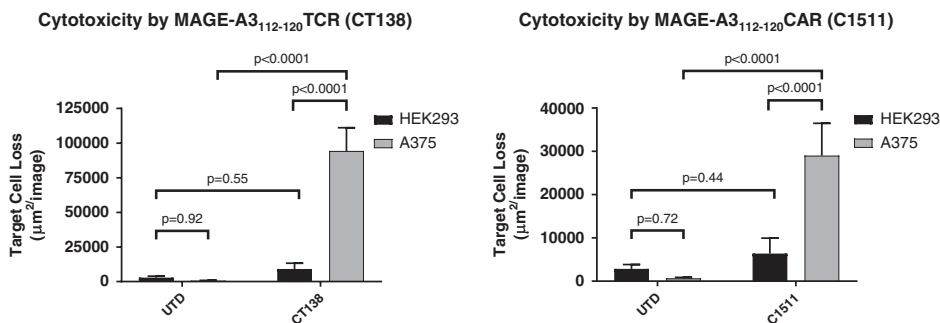 Cytotoxicity by MAGE-A3₁₁₂₋₁₂₀TCR (CT138)
p<0.0001
p<0.0001
125000
100000
75000
50000
25000
0
Target Cell Loss
(μm²/image)
p=0.55
p=0.92
HEK293
A375
UTD
CT138
Cytotoxicity by MAGE-A3₁₁₂₋₁₂₀CAR (C1511)
p<0.0001
p<0.0001
40000
30000
20000
10000
0
Target Cell Loss
(μm²/image)
p=0.44
p=0.72
HEK293
A375
UTD
C1511